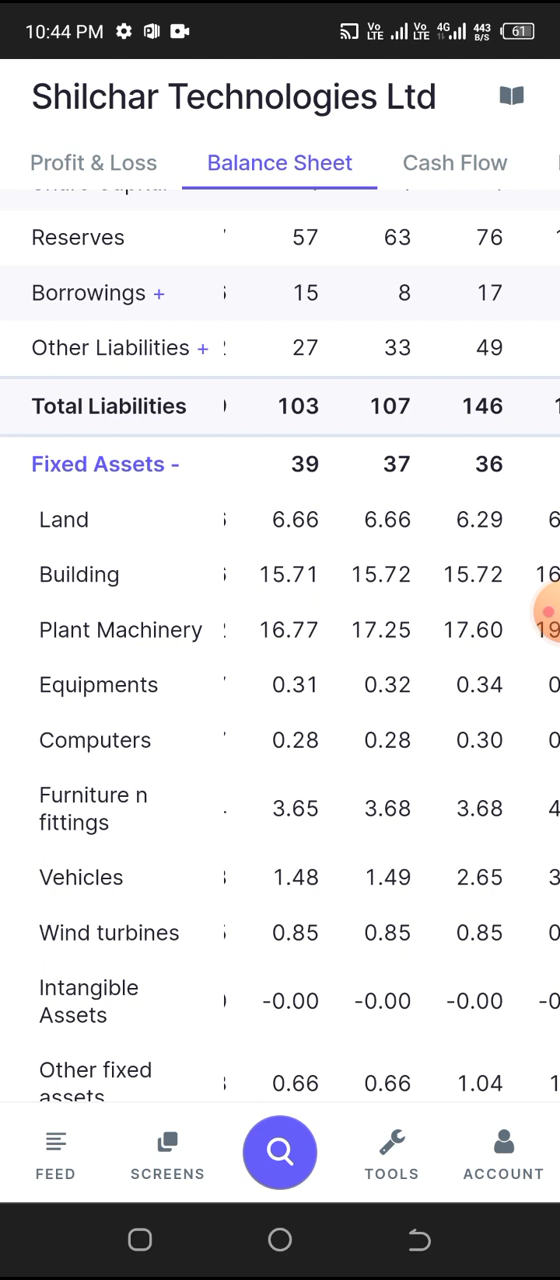 10:44 PM Vo LTE Vo LTE 4G 443 B/S 61
Shilchar Technologies Ltd
Profit & Loss Balance Sheet Cash Flow
Reserves 57 63 76
Borrowings + 15 8 17
Other Liabilities + 27 33 49
Total Liabilities 103 107 146
Fixed Assets - 39 37 36
Land 6.66 6.66 6.29
Building 15.71 15.72 15.72
Plant Machinery 16.77 17.25 17.60
Equipments 0.31 0.32 0.34
Computers 0.28 0.28 0.30
Furniture n
fittings 3.65 3.68 3.68
Vehicles 1.48 1.49 2.65
Wind turbines 0.85 0.85 0.85
Intangible
Assets -0.00 -0.00 -0.00
Other fixed
assets 0.66 0.66 1.04
FEED SCREENS TOOLS ACCOUNT